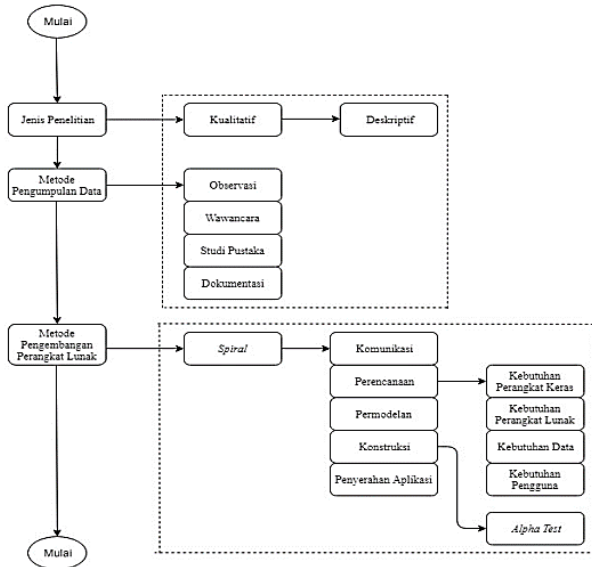 Mulai
Jenis Penelitian
Kualitatif
Deskriptif
Metode
Pengumpulan Data
Observasi
Wawancara
Studi Pustaka
Dokumentasi
Metode
Pengembangan
Perangkat Lunak
Spiral
Komunikasi
Perencanaan
Kebutuhan
Perangkat Keras
Kebutuhan
Perangkat Lunak
Permodelan
Konstruksi
Kebutuhan Data
Penyerahan Aplikasi
Kebutuhan
Pengguna
Alpha Test
Mulai